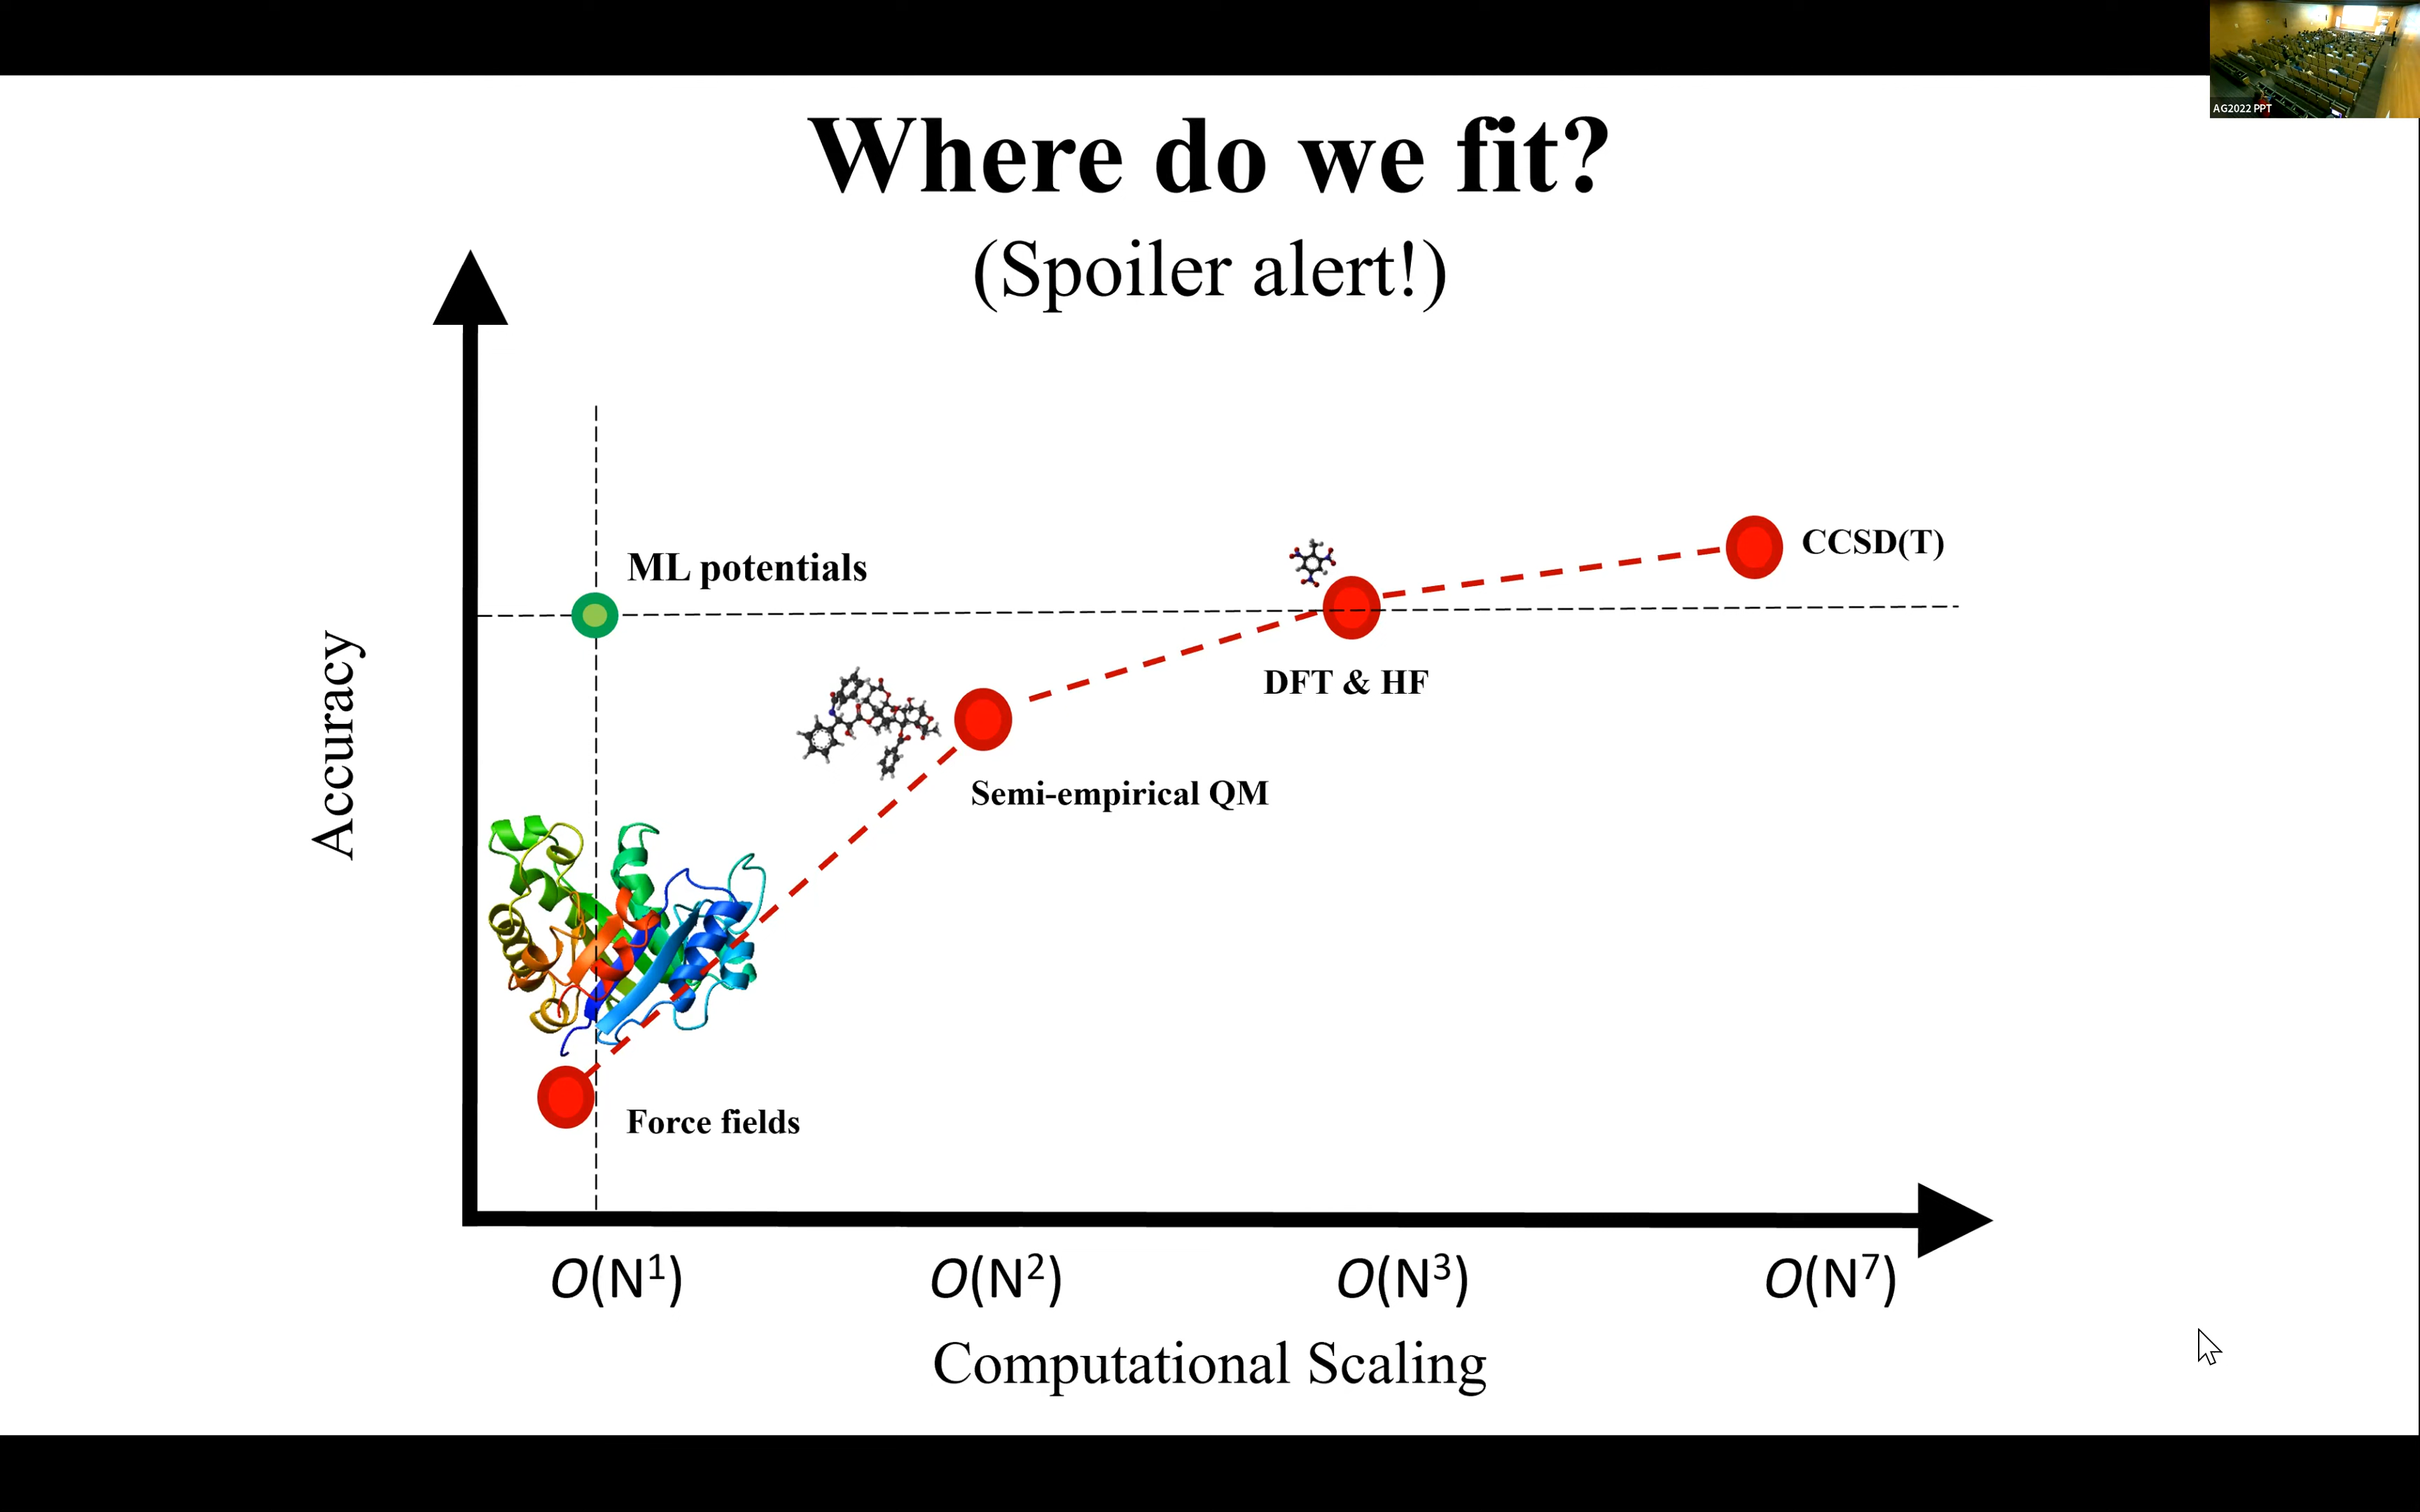 AG2022 PPT
Where do we fit?
(Spoiler alert!)
Accuracy
ML potentials
CCSD(T)
DFT & HF
Semi-empirical QM
Force fields
O(N¹)
O(N²)
O(N³)
O(N⁷)
Computational Scaling